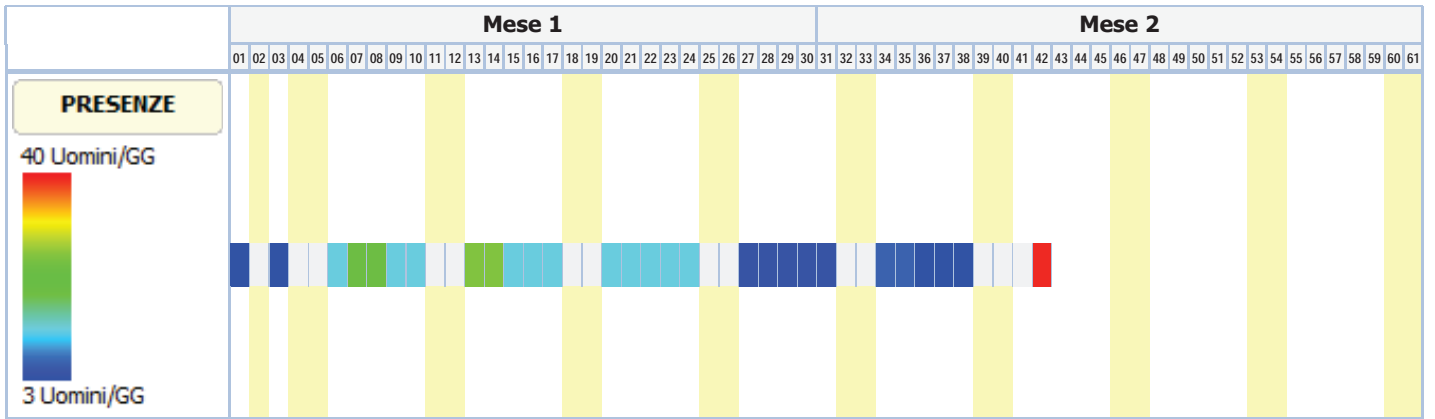 Mese 1 Mese 2
01 02 03 04 05 06 07 08 09 10 11 12 13 14 15 16 17 18 19 20 21 22 23 24 25 26 27 28 29 30 31 32 33 34 35 36 37 38 39 40 41 42 43 44 45 46 47 48 49 50 51 52 53 54 55 56 57 58 59 60 61
PRESENZE
40 Uomini/GG
3 Uomini/GG